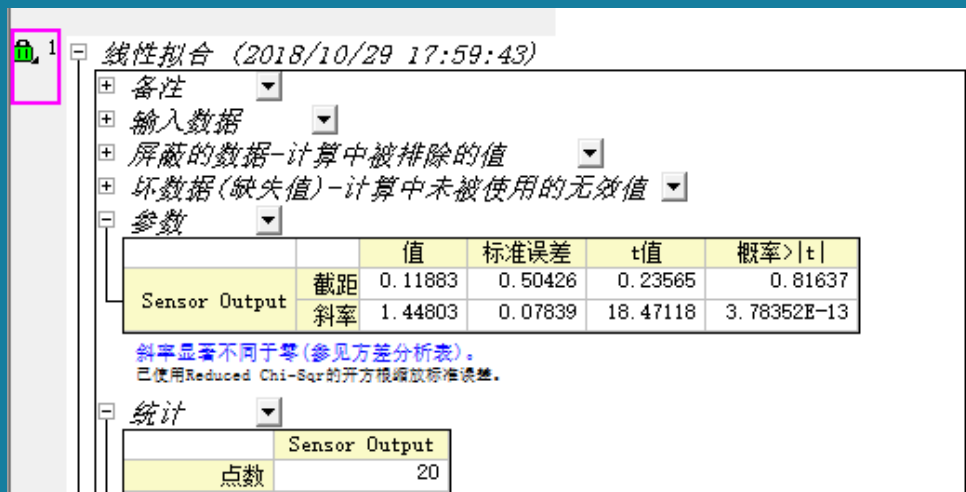 1
线性拟合 (2018/10/29 17:59:43)
备注
输入数据
屏蔽的数据-计算中被排除的值
坏数据(缺失值)-计算中未被使用的无效值
参数
值 标准误差 t值 概率>|t|
Sensor Output 截距 0.11883 0.50426 0.23565 0.81637
斜率 1.44803 0.07839 18.47118 3.78352E-13
斜率显著不同于零(参见方差分析表)。
已使用Reduced Chi-Sqr的开方根缩放标准误差.
统计
Sensor Output
点数 20